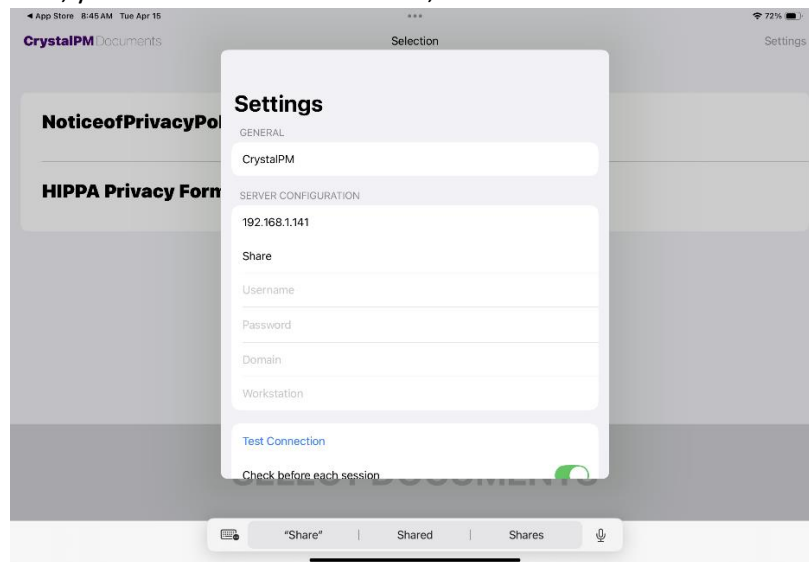 App Store 8:45 AM Tue Apr 15
72%
CrystalPM Documents
Selection
Settings
NoticeofPrivacyPol
HIPPA Privacy Form
Settings
GENERAL
CrystalPM
SERVER CONFIGURATION
192.168.1.141
Share
Username
Password
Domain
Workstation
Test Connection
Check before each session
SELECT DOCUMENTS
"Share" Shared Shares